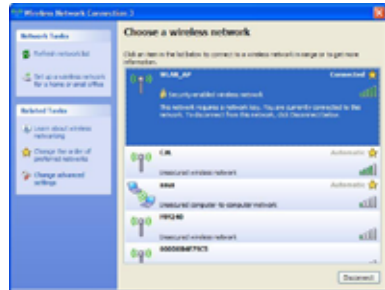 Wireless Network Connection 3
Network Tasks
Refresh network list
Set up a wireless network
for a home or small office
Related Tasks
Learn about wireless
networking
Change the order of
preferred networks
Change advanced
settings
Choose a wireless network
Click an item in the list below to connect to a wireless network in range or to get more
information.
WLAN_AP
Connected
Security-enabled wireless network
This network requires a network key. You are currently connected to the
network. To disconnect from this network, click Disconnect below.
Automatic
Unsecured wireless network
Automatic
Unsecured computer-to-computer network
Unsecured wireless network
Disconnect